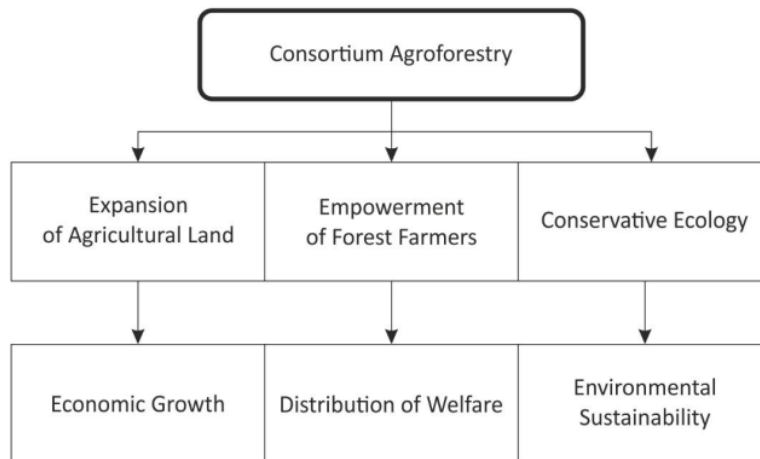 Consortium Agroforestry
Expansion
of Agricultural Land
Empowerment
of Forest Farmers
Conservative Ecology
Economic Growth
Distribution of Welfare
Environmental
Sustainability